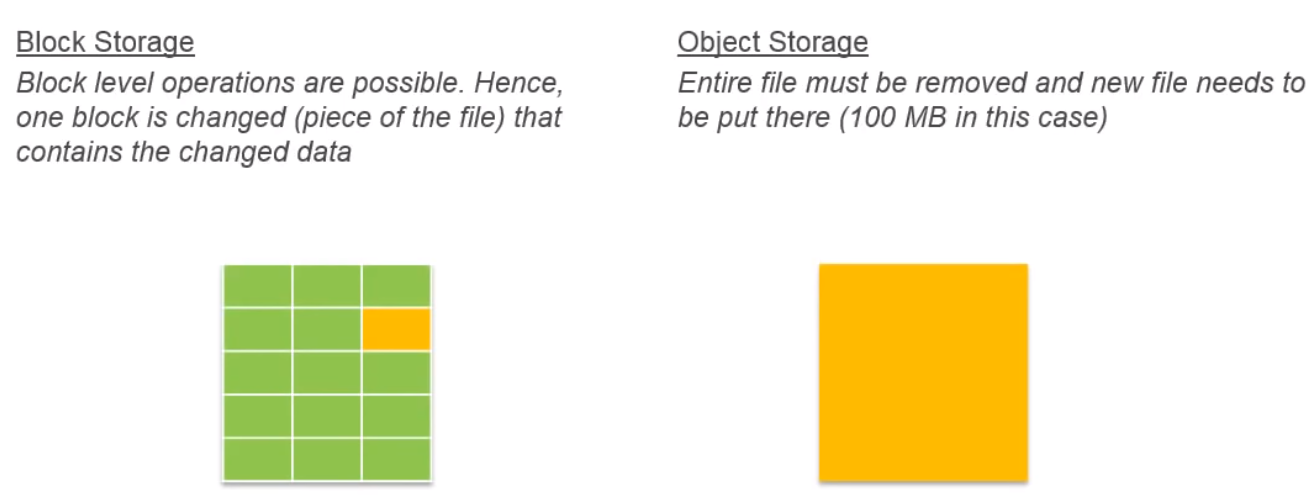 Block Storage
Block level operations are possible. Hence,
one block is changed (piece of the file) that
contains the changed data
Object Storage
Entire file must be removed and new file needs to
be put there (100 MB in this case)